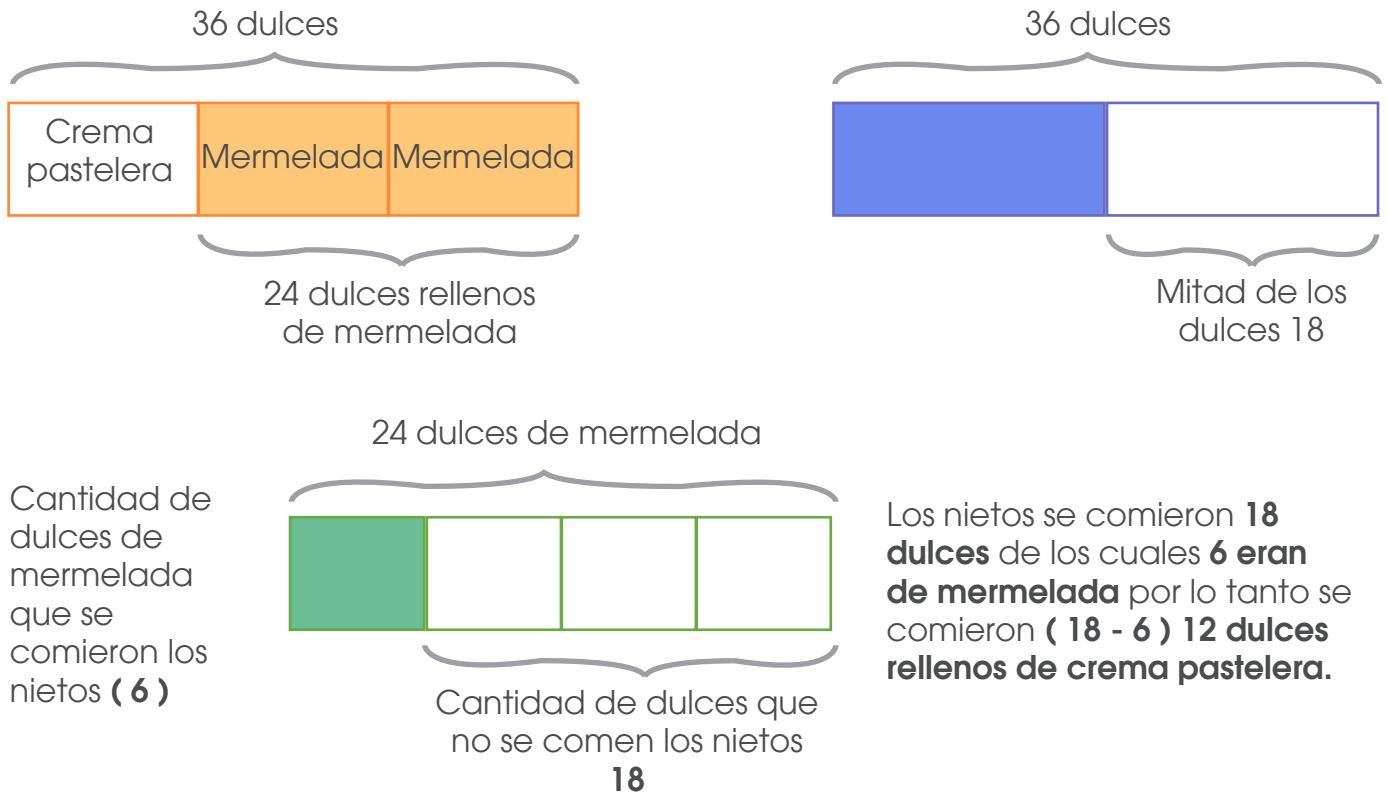 36 dulces
Crema
pastelera
Mermelada
Mermelada
24 dulces rellenos
de mermelada
36 dulces
Mitad de los
dulces 18
24 dulces de mermelada
Cantidad de
dulces de
mermelada
que se
comieron los
nietos ( 6 )
Cantidad de dulces que
no se comen los nietos
18
Los nietos se comieron 18
dulces de los cuales 6 eran
de mermelada por lo tanto se
comieron ( 18 - 6 ) 12 dulces
rellenos de crema pastelera.